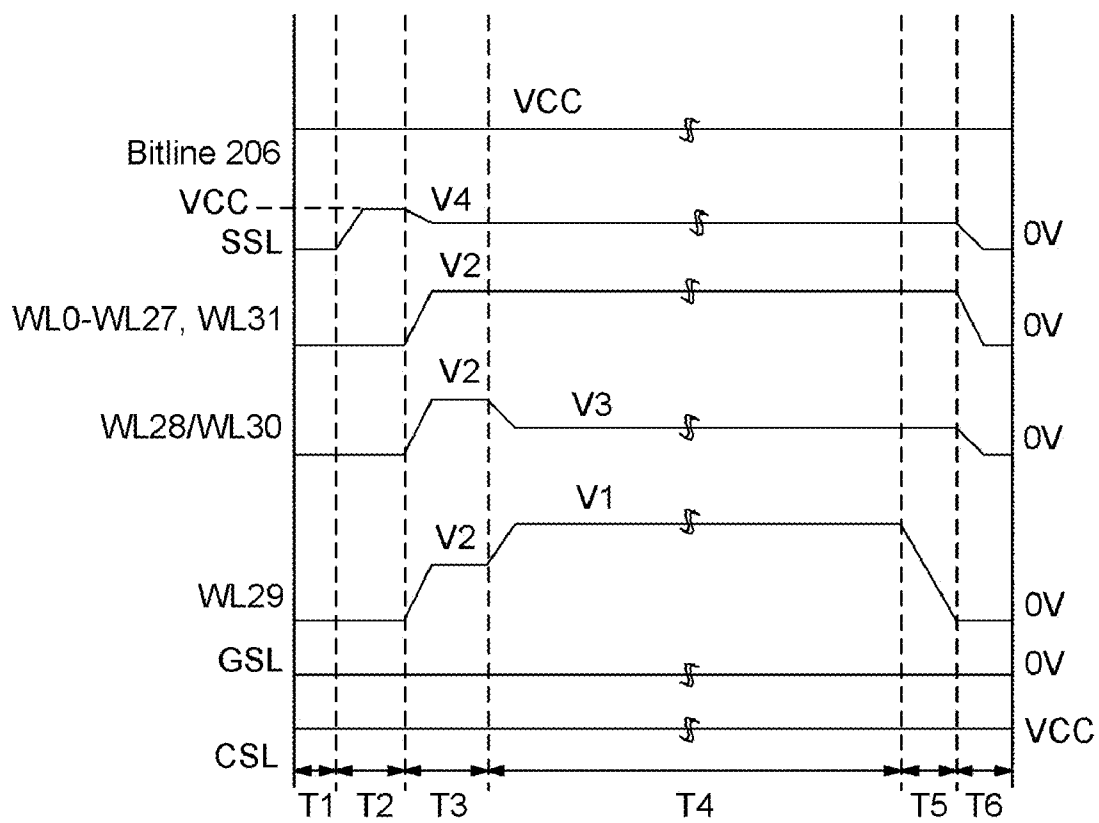 VCC
Bitline 206
VCC
V4
SSL
0V
V2
WL0-WL27, WL31
0V
V2
V3
WL28/WL30
0V
V1
V2
WL29
0V
GSL
0V
CSL
VCC
T1 T2 T3 T4 T5 T6